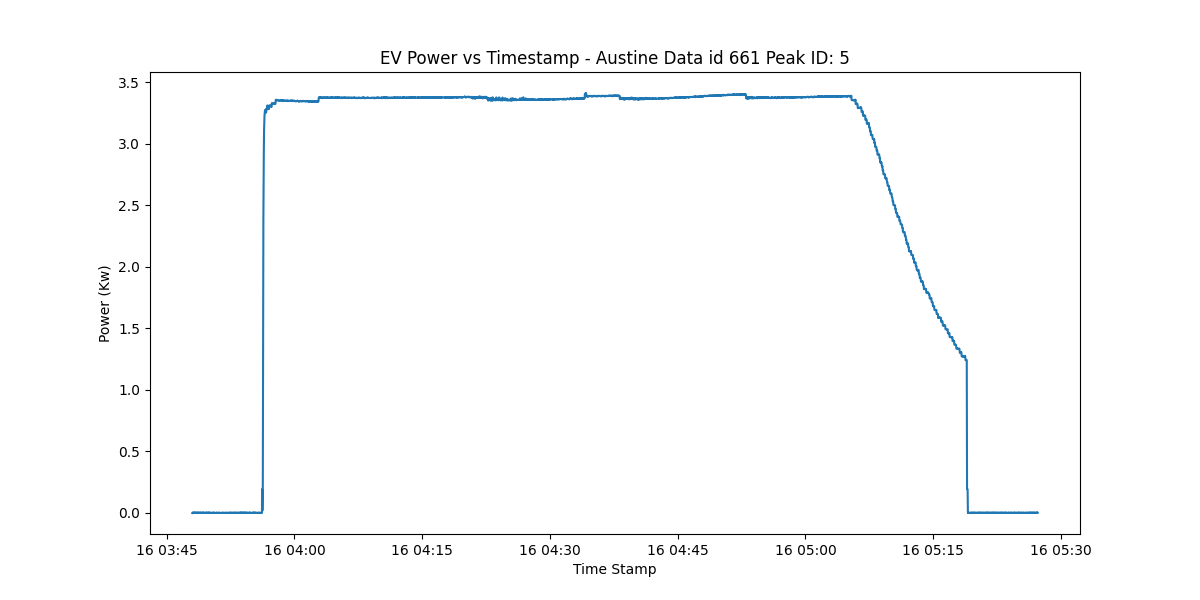 EV Power vs Timestamp - Austine Data id 661 Peak ID: 5
3.5
3.0
2.5
2.0
1.5
1.0
0.5
0.0
Power (Kw)
16 03:45 16 04:00 16 04:15 16 04:30 16 04:45 16 05:00 16 05:15 16 05:30
Time Stamp